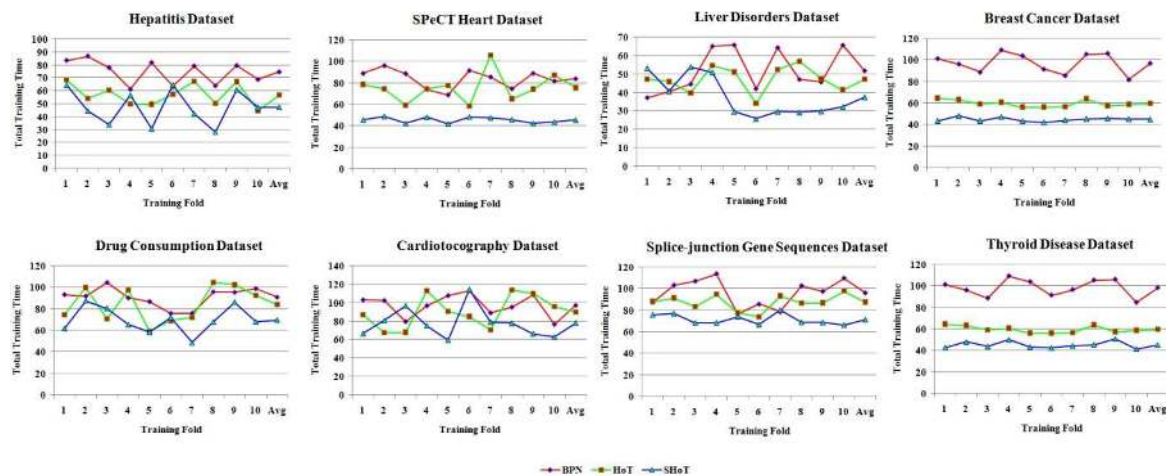 Hepatitis Dataset
Total Training Time
100
90
80
70
60
50
40
30
20
10
0
1 2 3 4 5 6 7 8 9 10 Avg
Training Fold
SPeCT Heart Dataset
Total Training Time
120
100
80
60
40
20
0
1 2 3 4 5 6 7 8 9 10 Avg
Training Fold
Liver Disorders Dataset
Total Training Time
70
60
50
40
30
20
10
0
1 2 3 4 5 6 7 8 9 10 Avg
Training Fold
Breast Cancer Dataset
Total Training Time
120
100
80
60
40
20
0
1 2 3 4 5 6 7 8 9 10 Avg
Training Fold
Drug Consumption Dataset
Total Training Time
120
100
80
60
40
20
0
1 2 3 4 5 6 7 8 9 10 Avg
Training Fold
Cardiotocography Dataset
Total Training Time
140
120
100
80
60
40
20
0
1 2 3 4 5 6 7 8 9 10 Avg
Training Fold
Splice-junction Gene Sequences Dataset
Total Training Time
120
100
80
60
40
20
0
1 2 3 4 5 6 7 8 9 10 Avg
Training Fold
Thyroid Disease Dataset
Total Training Time
120
100
80
60
40
20
0
1 2 3 4 5 6 7 8 9 10 Avg
Training Fold
BPN HoT SHoT